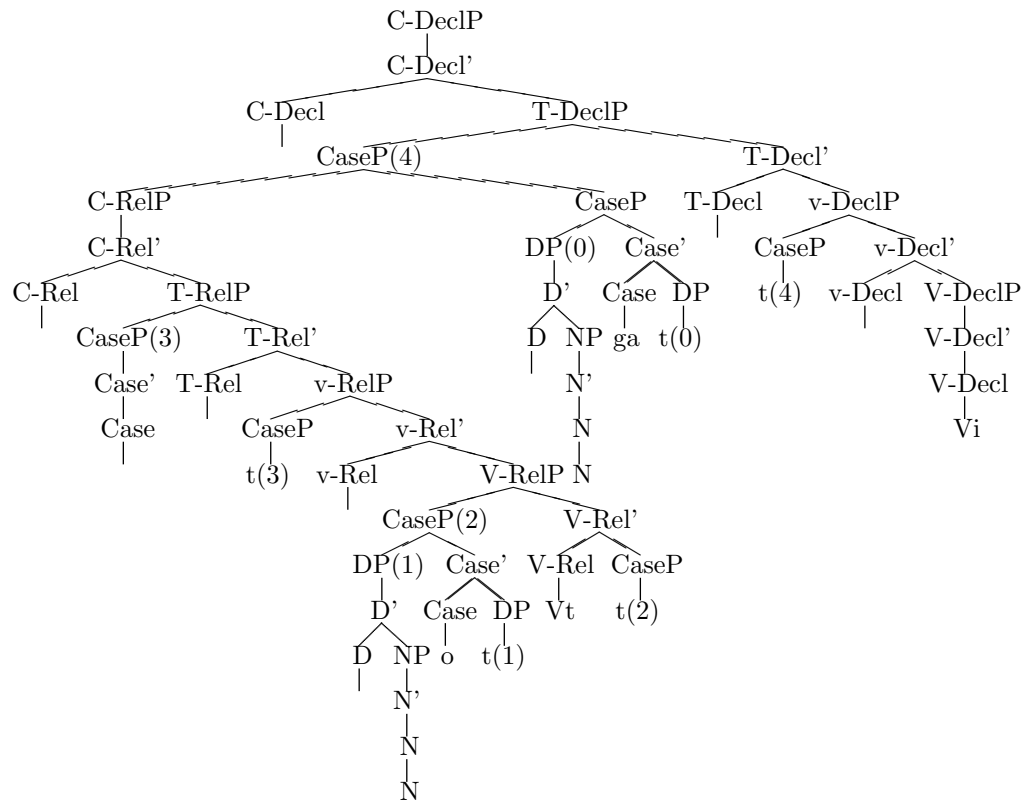 C-DeclP
C-Decl’
C-Decl T-DeclP
CaseP(4) T-Decl’
C-RelP CaseP T-Decl v-DeclP
C-Rel’ DP(0) Case’ CaseP v-Decl’
C-Rel T-RelP D’ Case DP t(4) v-Decl V-DeclP
CaseP(3) T-Rel’ D NP ga t(0) V-Decl’
Case’ T-Rel v-RelP N’ V-Decl
Case CaseP v-Rel’ N Vi
t(3) v-Rel V-RelP N
CaseP(2) V-Rel’
DP(1) Case’ V-Rel CaseP
D’ Case DP Vt t(2)
D NP o t(1)
N’
N
N